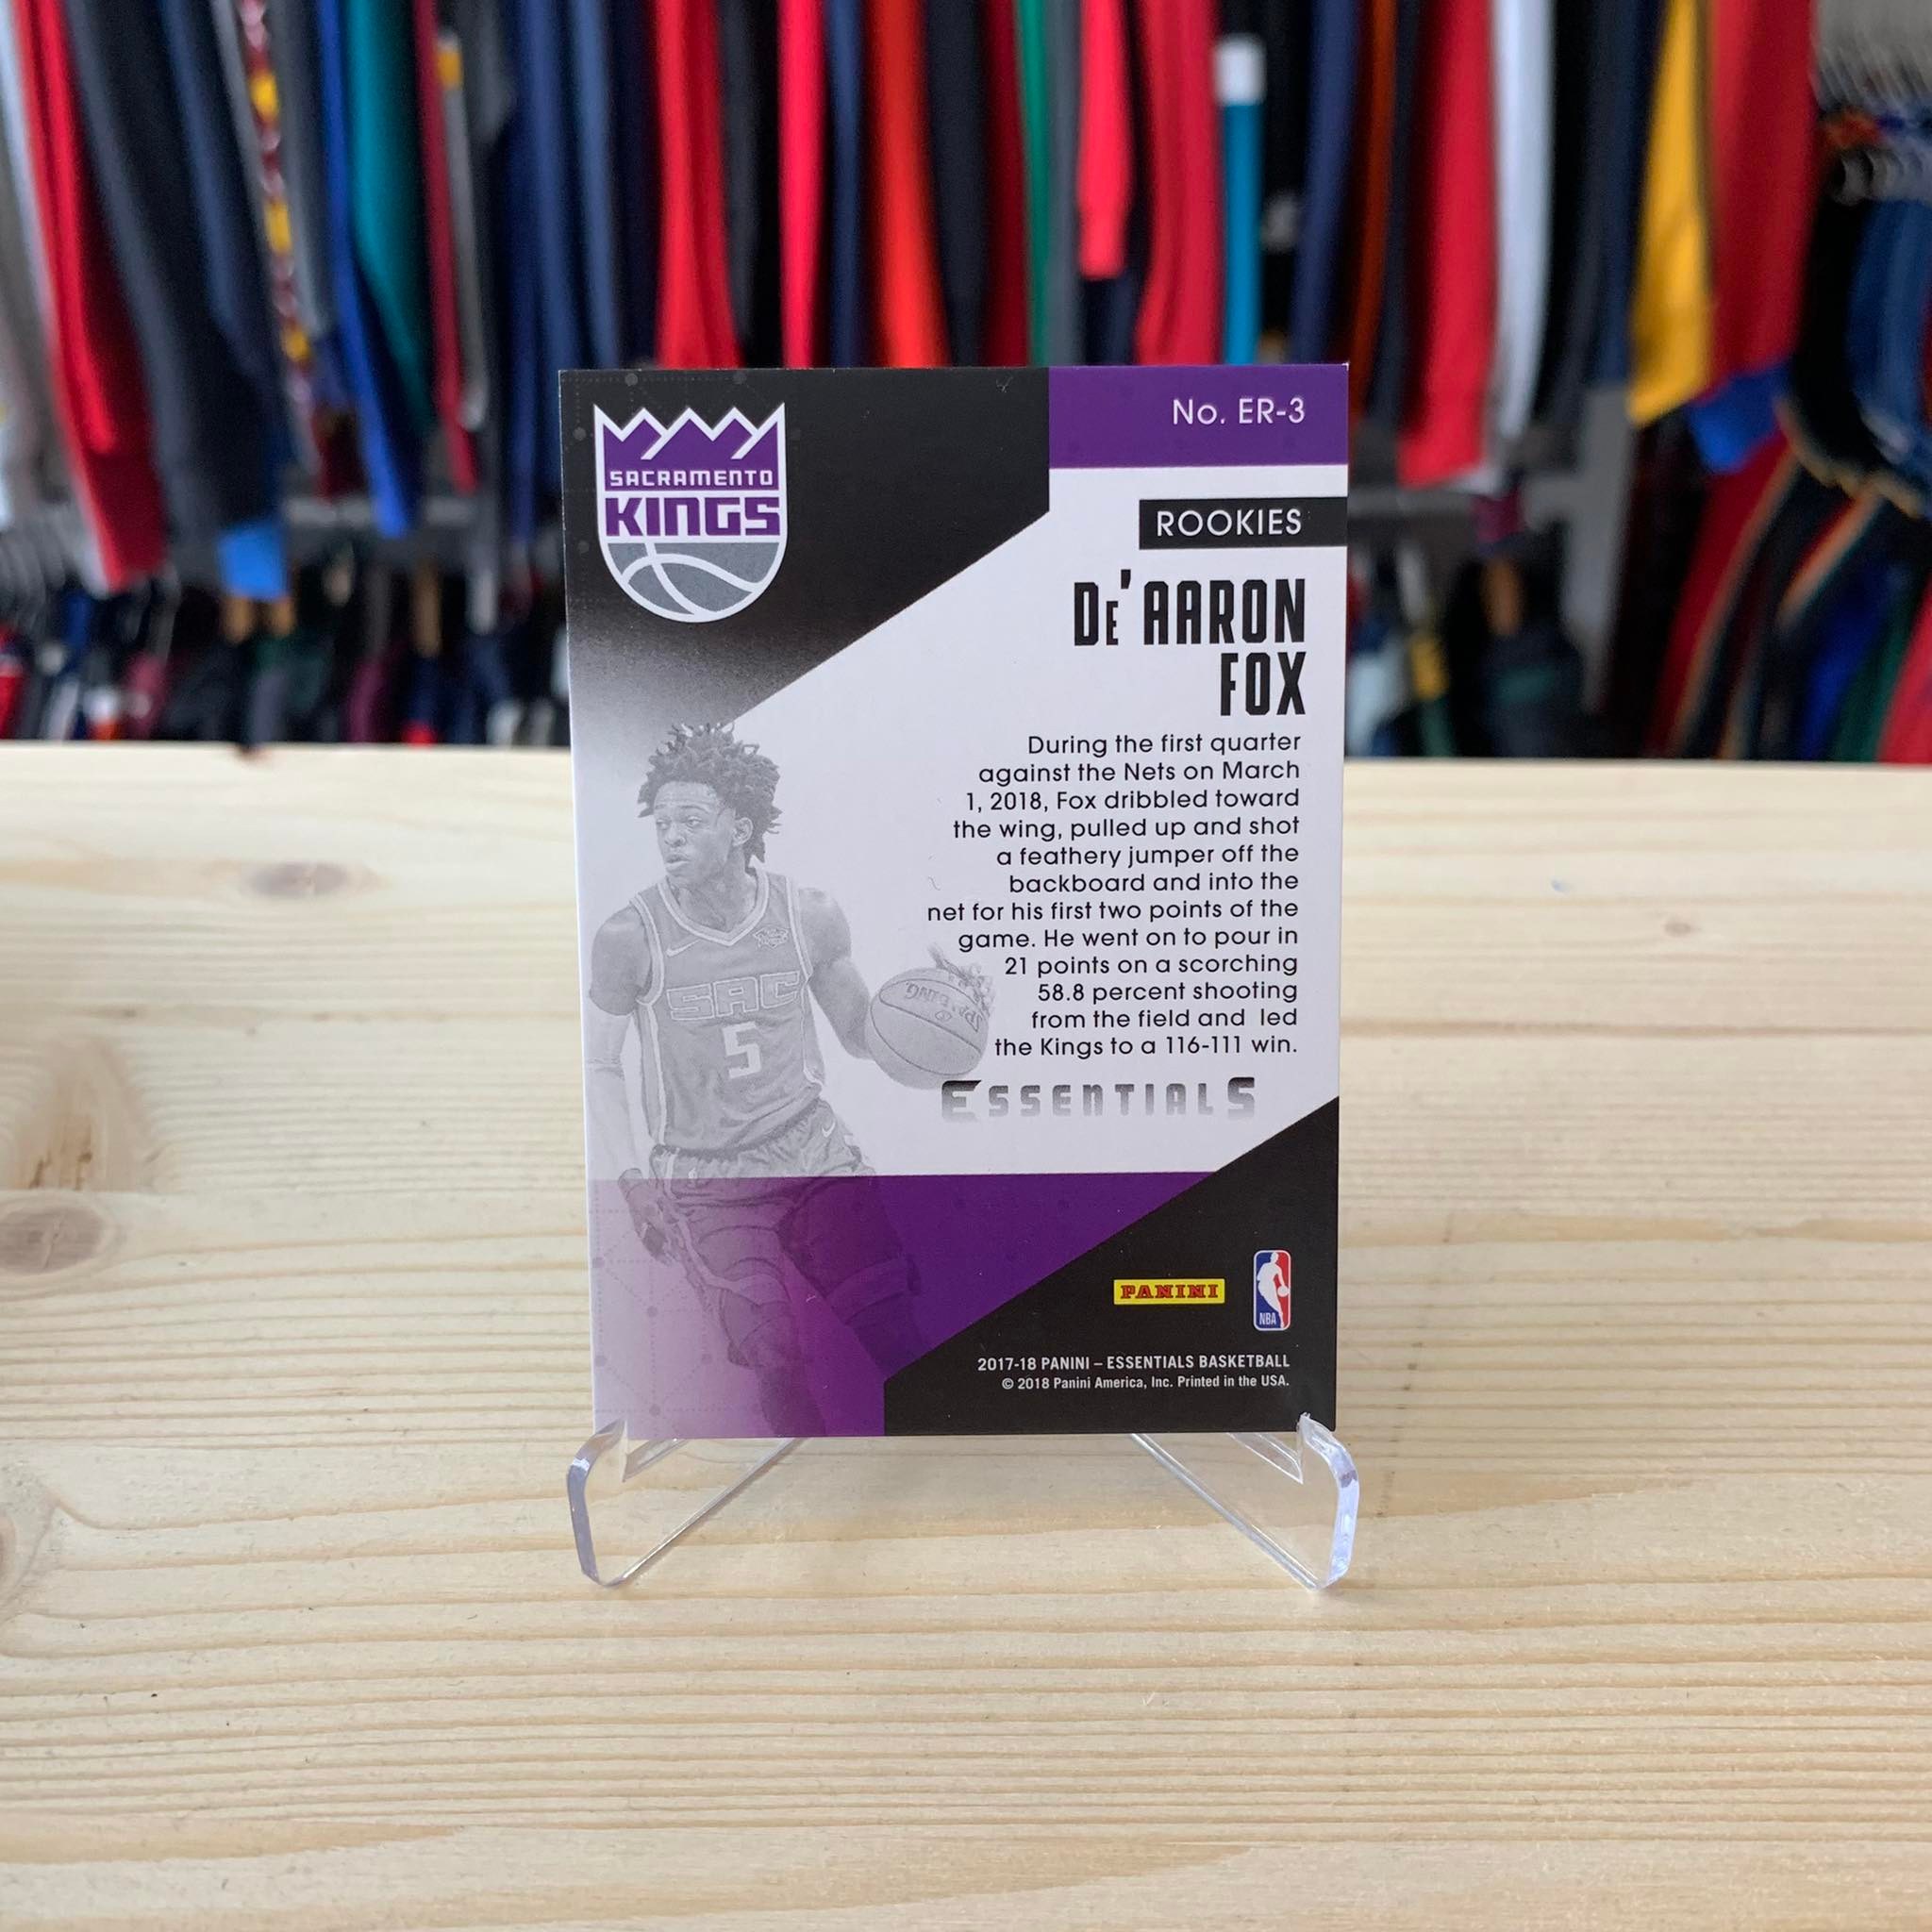 No. ER-3
SACRAMENTO
KINGS
ROOKIES
De'AARON
FOX
During the first quarter
against the Nets on March
1, 2018, Fox dribbled toward
the wing, pulled up and shot
a feathery jumper off the
backboard and into the
net for his first two points of the
game. He went on to pour in
21 points on a scorching
58.8 percent shooting
from the field and led
the Kings to a 116-111 win.
SPALDING
SAC
5
ESSENTIALS
PANINI
NBA
2017-18 PANINI – ESSENTIALS BASKETBALL
© 2018 Panini America, Inc. Printed in the USA.